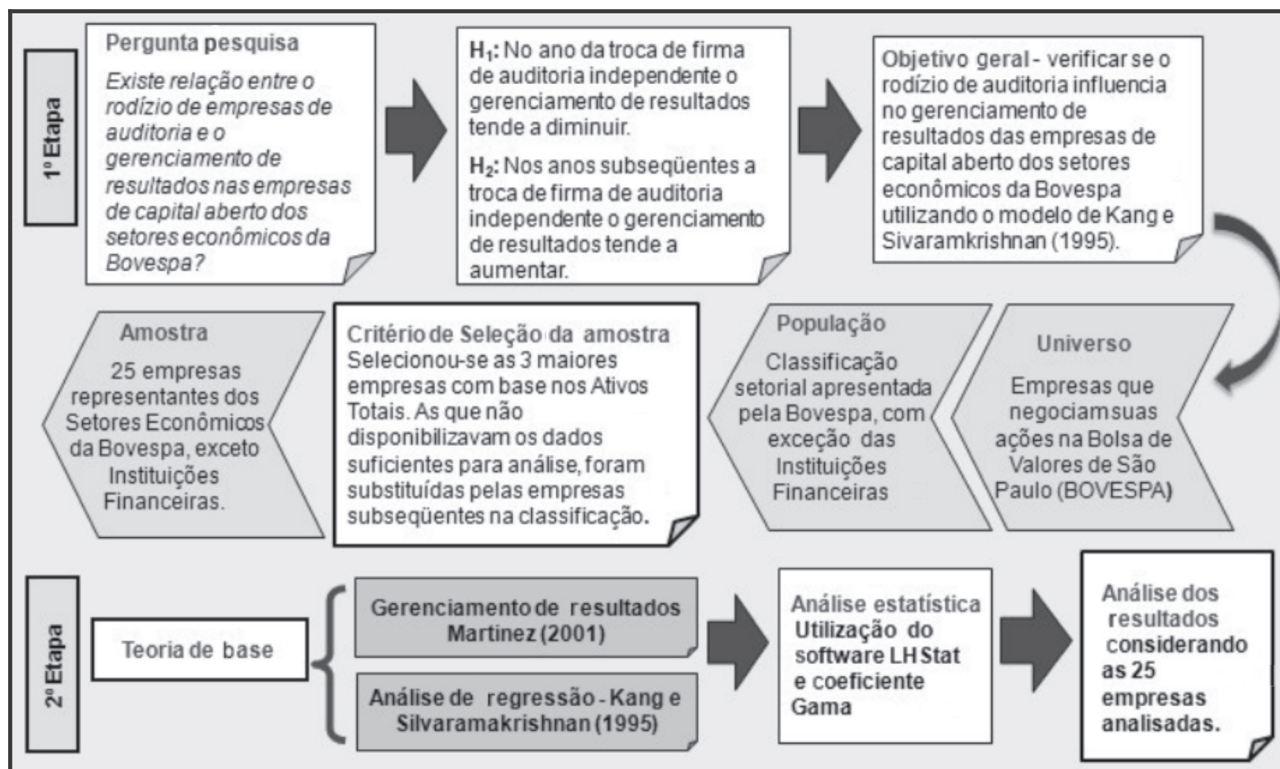 1ª Etapa
Pergunta pesquisa
Existe relação entre o
rodízio de empresas de
auditoria e o
gerenciamento de
resultados nas empresas
de capital aberto dos
setores econômicos da
Bovespa?
H1: No ano da troca de firma
de auditoria independente o
gerenciamento de resultados
tende a diminuir.
H2: Nos anos subseqüentes a
troca de firma de auditoria
independente o gerenciamento
de resultados tende a
aumentar.
Objetivo geral - verificar se o
rodízio de auditoria influencia
no gerenciamento de
resultados das empresas de
capital aberto dos setores
econômicos da Bovespa
utilizando o modelo de Kang e
Sivaramkrishnan (1995).
Universo
Empresas que
negociam suas
ações na Bolsa de
Valores de São
Paulo (BOVESPA)
População
Classificação
setorial apresentada
pela Bovespa, com
exceção das
Instituições
Financeiras
Critério de Seleção da amostra
Selecionou-se as 3 maiores
empresas com base nos Ativos
Totais. As que não
disponibilizavam os dados
suficientes para análise, foram
substituídas pelas empresas
subseqüentes na classificação.
Amostra
25 empresas
representantes dos
Setores Econômicos
da Bovespa, exceto
Instituições
Financeiras.
2ª Etapa
Teoria de base
Gerenciamento de resultados
Martinez (2001)
Análise de regressão - Kang e
Silvaramakrishnan (1995)
Análise estatística
Utilização do
software LH Stat
e coeficiente
Gama
Análise dos
resultados
considerando
as 25
empresas
analisadas.